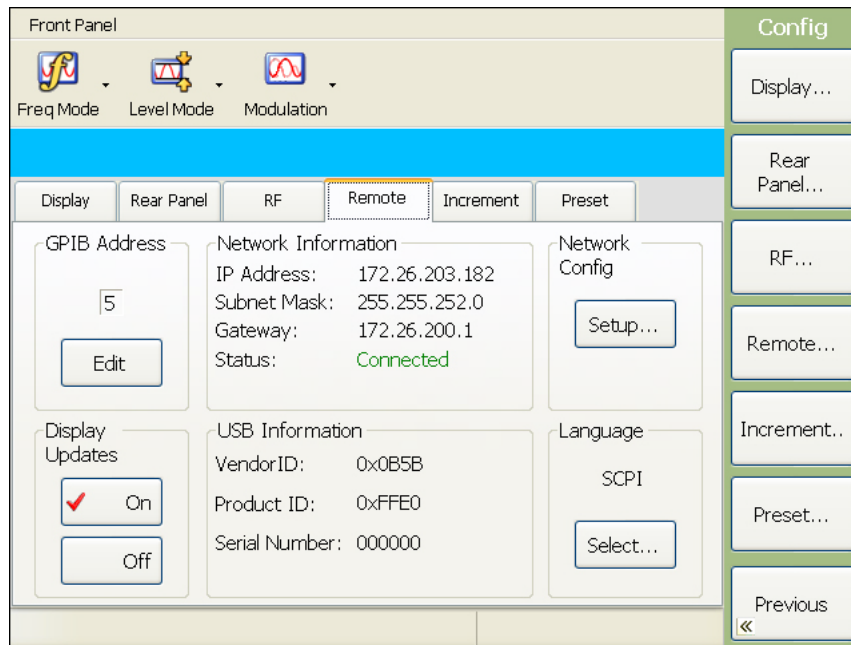 Front Panel
Config
Freq Mode
Level Mode
Modulation
Display
Rear Panel
RF
Remote
Increment
Preset
GPIB Address
5
Edit
Network Information
IP Address: 172.26.203.182
Subnet Mask: 255.255.252.0
Gateway: 172.26.200.1
Status: Connected
Network
Config
Setup...
Display
Updates
On
Off
USB Information
VendorID: 0x0B5B
Product ID: 0xFFE0
Serial Number: 000000
Language
SCPI
Select...
Display...
Rear
Panel...
RF...
Remote...
Increment..
Preset...
Previous